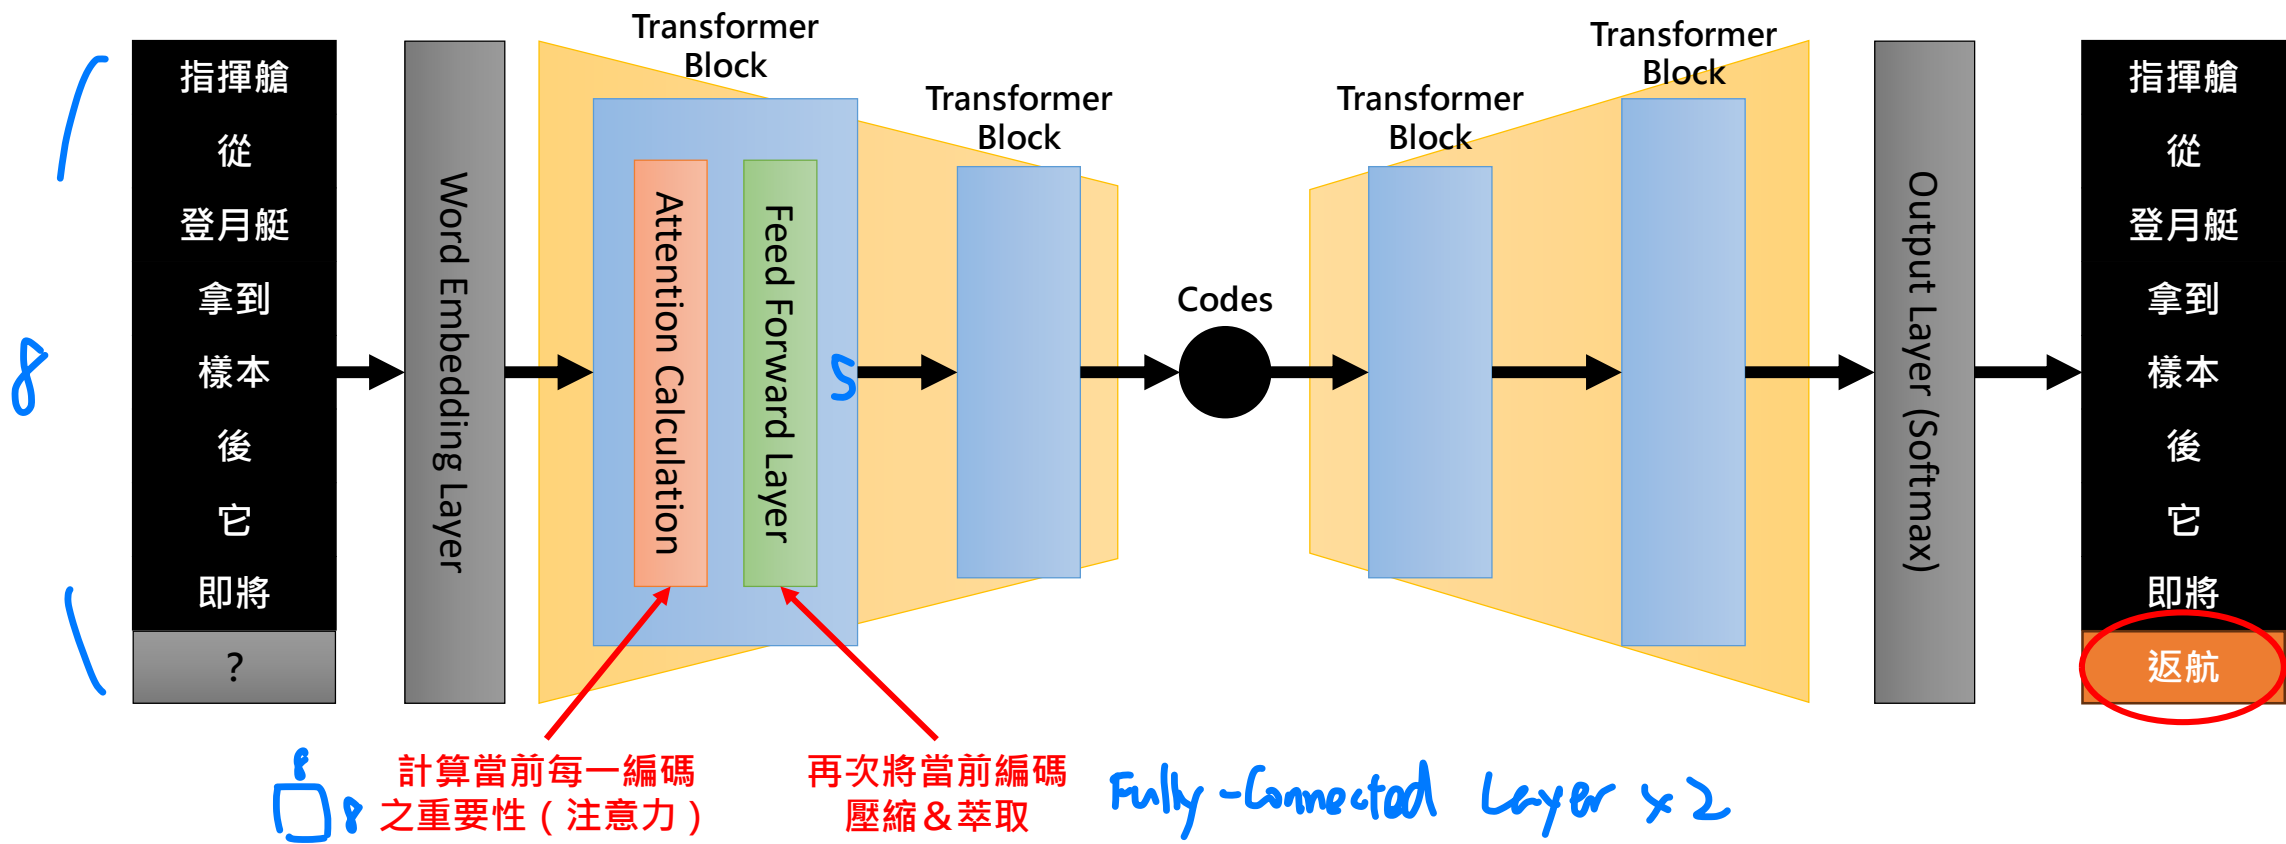 指揮艙
從
登月艇
拿到
樣本
後
它
即將
?
8
Word Embedding Layer
Transformer
Block
Attention Calculation
Feed Forward Layer
5
Transformer
Block
Codes
Transformer
Block
Transformer
Block
Output Layer (Softmax)
指揮艙
從
登月艇
拿到
樣本
後
它
即將
返航
8
8
計算當前每一編碼
之重要性（注意力）
再次將當前編碼
壓縮＆萃取
Fully-Connected Layer x2